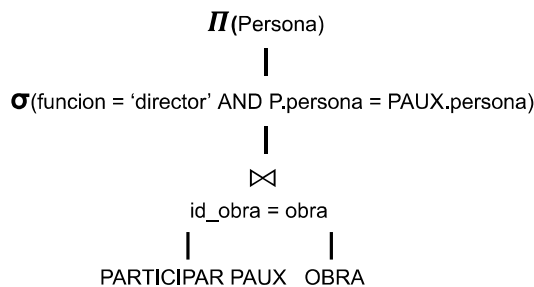 Π(Persona)
σ(funcion = ‘director’ AND P.persona = PAUX.persona)
⋈
id_obra = obra
PARTICIPAR PAUX OBRA